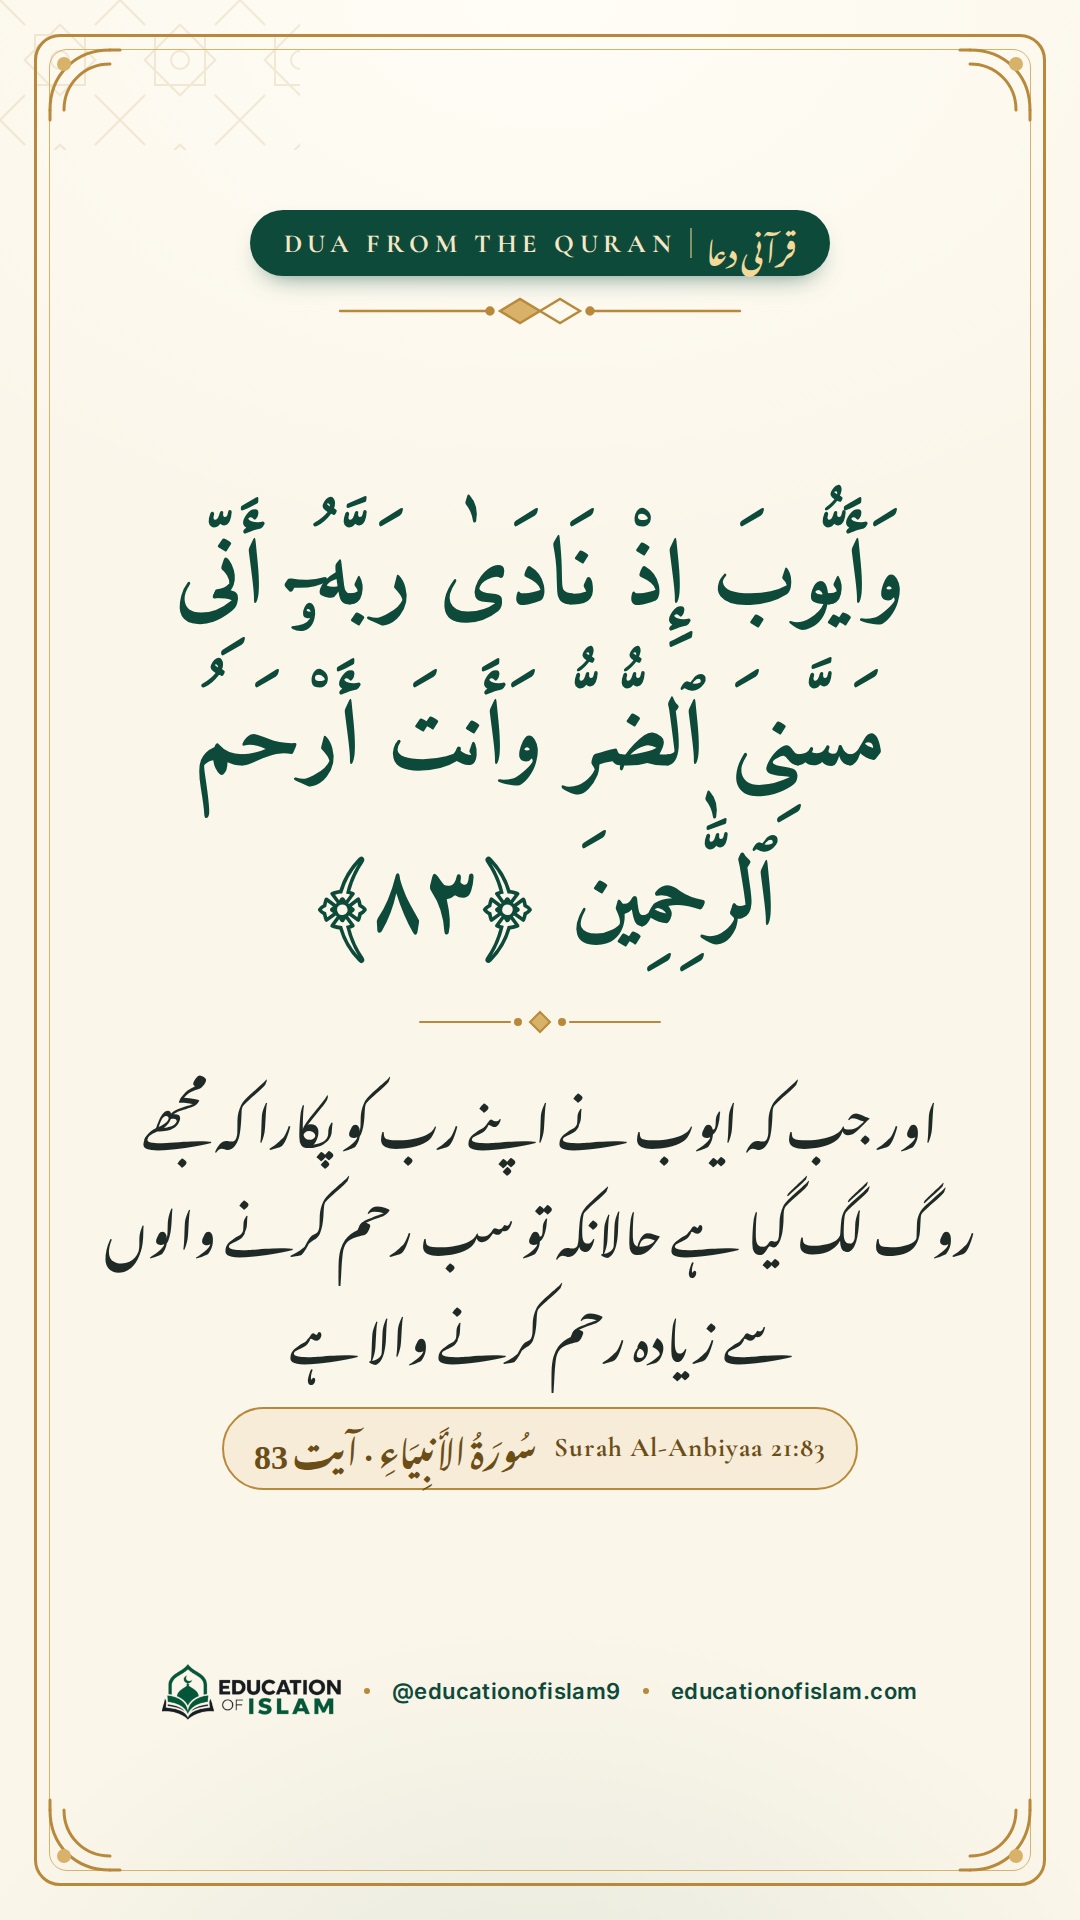 DUA FROM THE QURAN | قرآنی دعا
وَأَيُّوبَ إِذْ نَادَىٰ رَبَّهُۥٓ أَنِّى
مَسَّنِىَ ٱلضُّرُّ وَأَنتَ أَرْحَمُ
ٱلرَّٰحِمِينَ ﴿٨٣﴾
اور جب کہ ایوب نے اپنے رب کو پکارا کہ مجھے
روگ لگ گیا ہے حالانکہ تو سب رحم کرنے والوں
سے زیادہ رحم کرنے والا ہے
سُورَةُ الأَنبِيَاءِ · آیت 83 Surah Al-Anbiyaa 21:83
EDUCATION OF ISLAM • @educationofislam9 • educationofislam.com